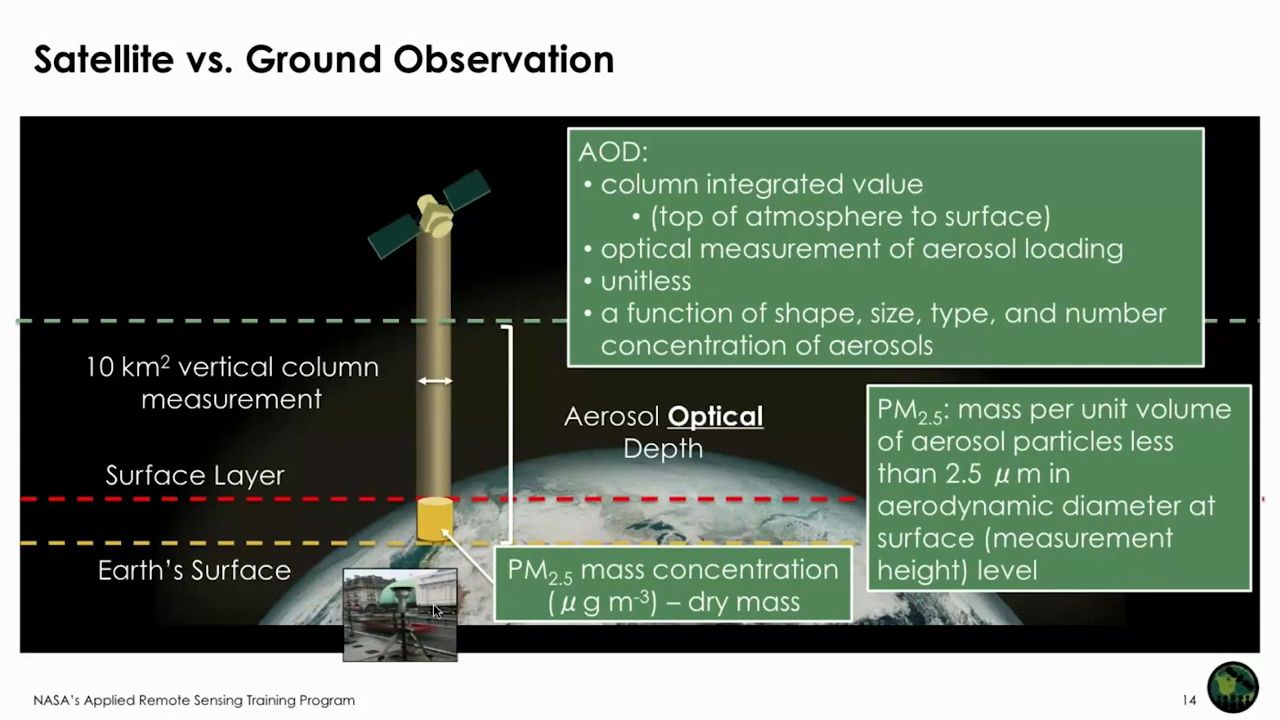 Satellite vs. Ground Observation
AOD:
• column integrated value
• (top of atmosphere to surface)
• optical measurement of aerosol loading
• unitless
• a function of shape, size, type, and number
concentration of aerosols
10 km² vertical column
measurement
Aerosol Optical
Depth
PM₂.₅: mass per unit volume
of aerosol particles less
than 2.5 μm in
aerodynamic diameter at
surface (measurement
height) level
Surface Layer
Earth's Surface
PM₂.₅ mass concentration
(μg m⁻³) – dry mass
NASA's Applied Remote Sensing Training Program
14